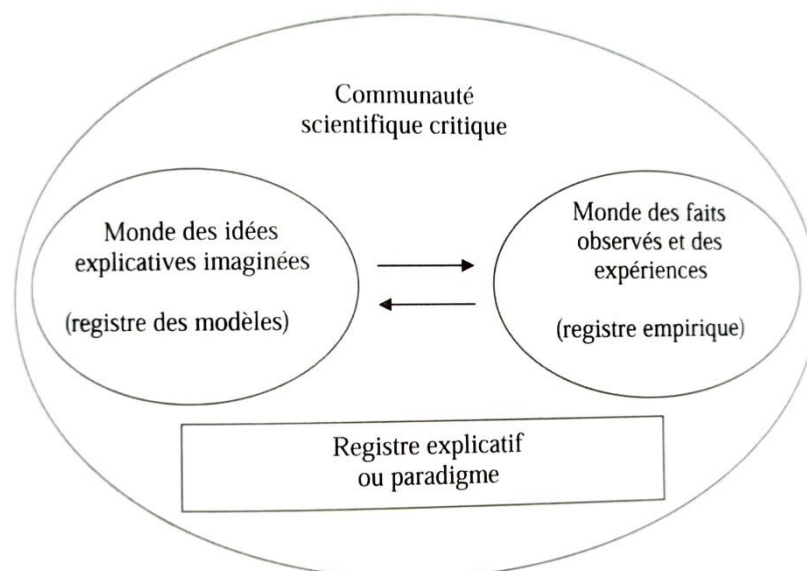 Communauté
scientifique critique
Monde des idées
explicatives imaginées
(registre des modèles)
Monde des faits
observés et des
expériences
(registre empirique)
Registre explicatif
ou paradigme